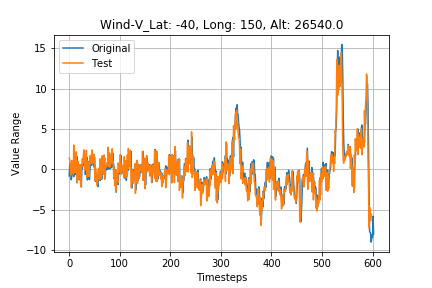 Wind-V_Lat: -40, Long: 150, Alt: 26540.0
Original
Test
Value Range
15
10
5
0
−5
−10
0 100 200 300 400 500 600
Timesteps